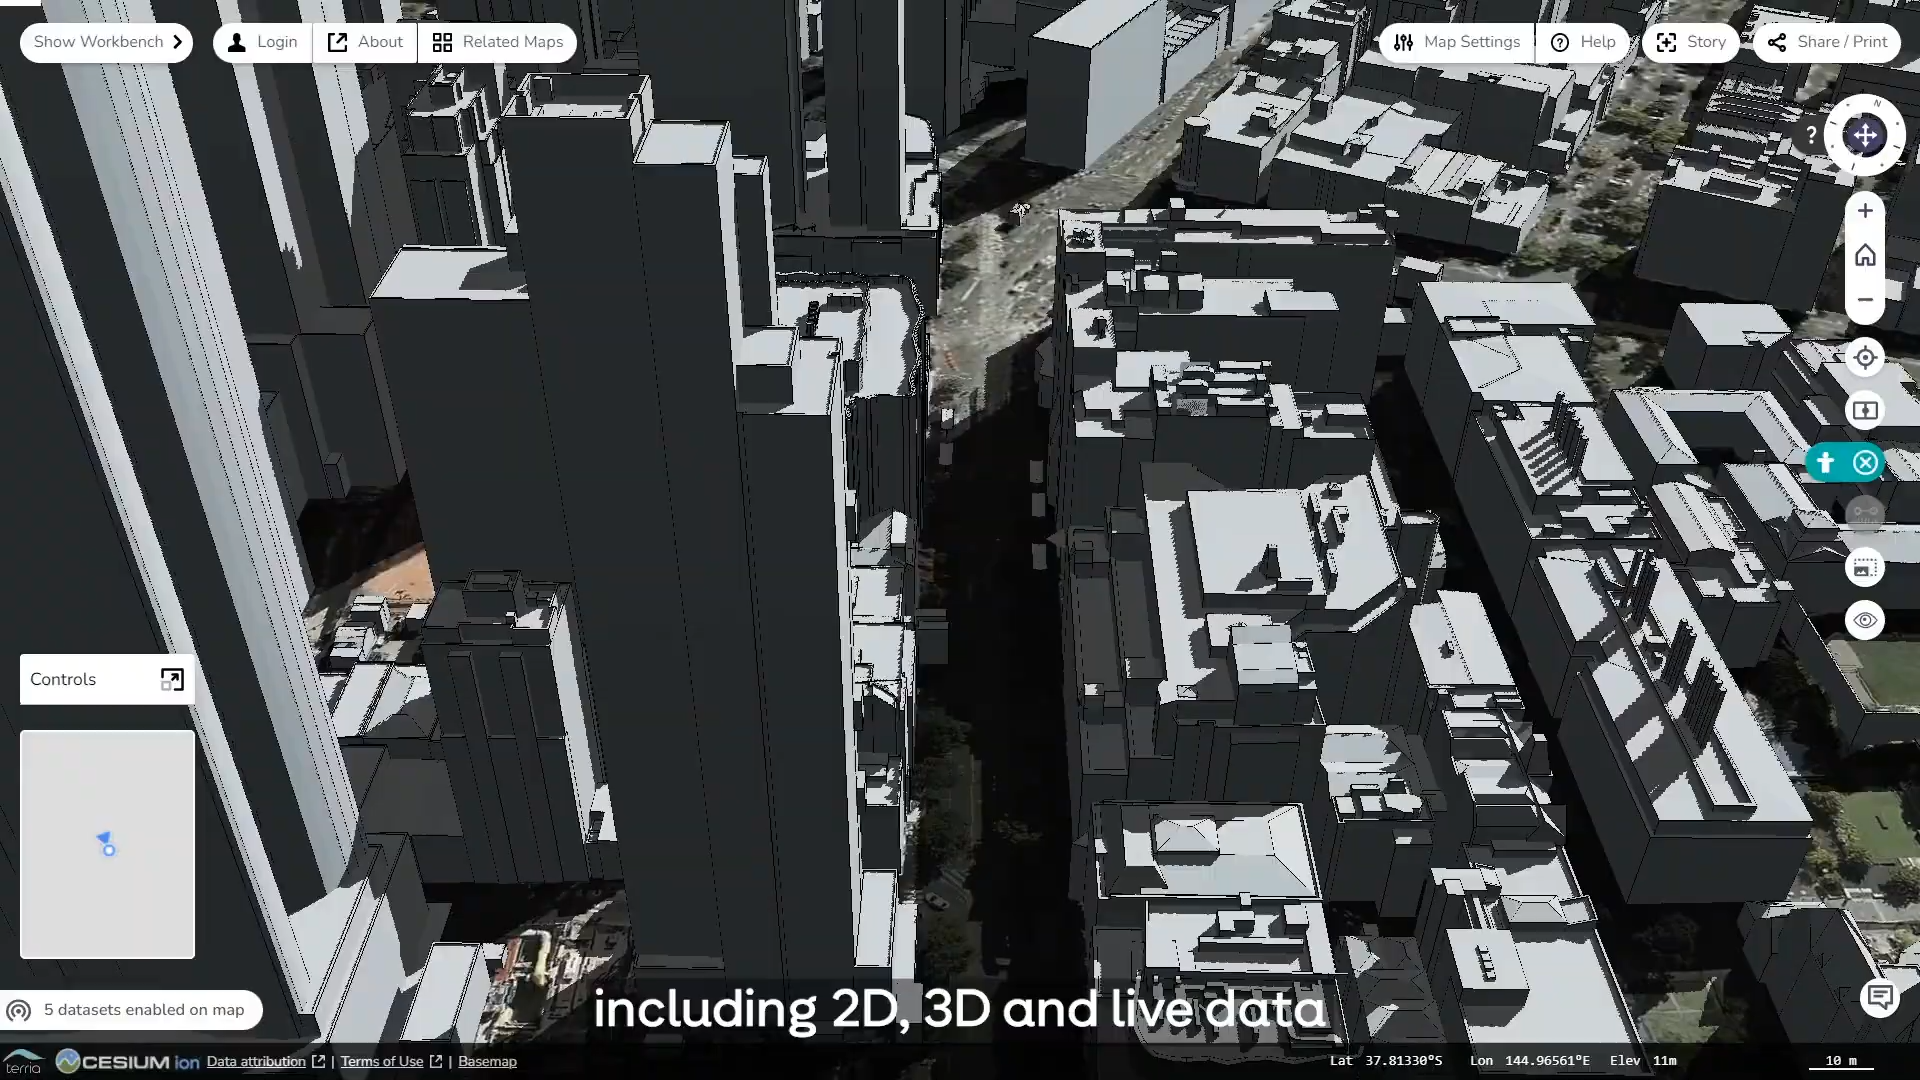 Show Workbench
Login
About
Related Maps
Map Settings
Help
Story
Share / Print
N
?
Controls
5 datasets enabled on map
including 2D, 3D and live data
terria
CESIUM ion
Data attribution | Terms of Use | Basemap
Lat 37.81330°S Lon 144.96561°E Elev 11m
10 m